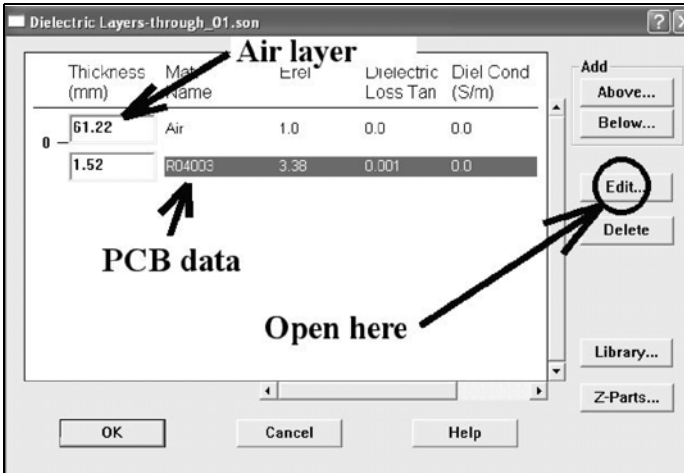 Dielectric Layers-through_01.son
Air layer
Thickness (mm)
Mat Name
Erel
Dielectric Loss Tan
Diel Cond (S/m)
0
61.22 Air 1.0 0.0 0.0
1.52 R04003 3.38 0.001 0.0
PCB data
Open here
Add
Above...
Below...
Edit...
Delete
Library...
Z-Parts...
OK
Cancel
Help